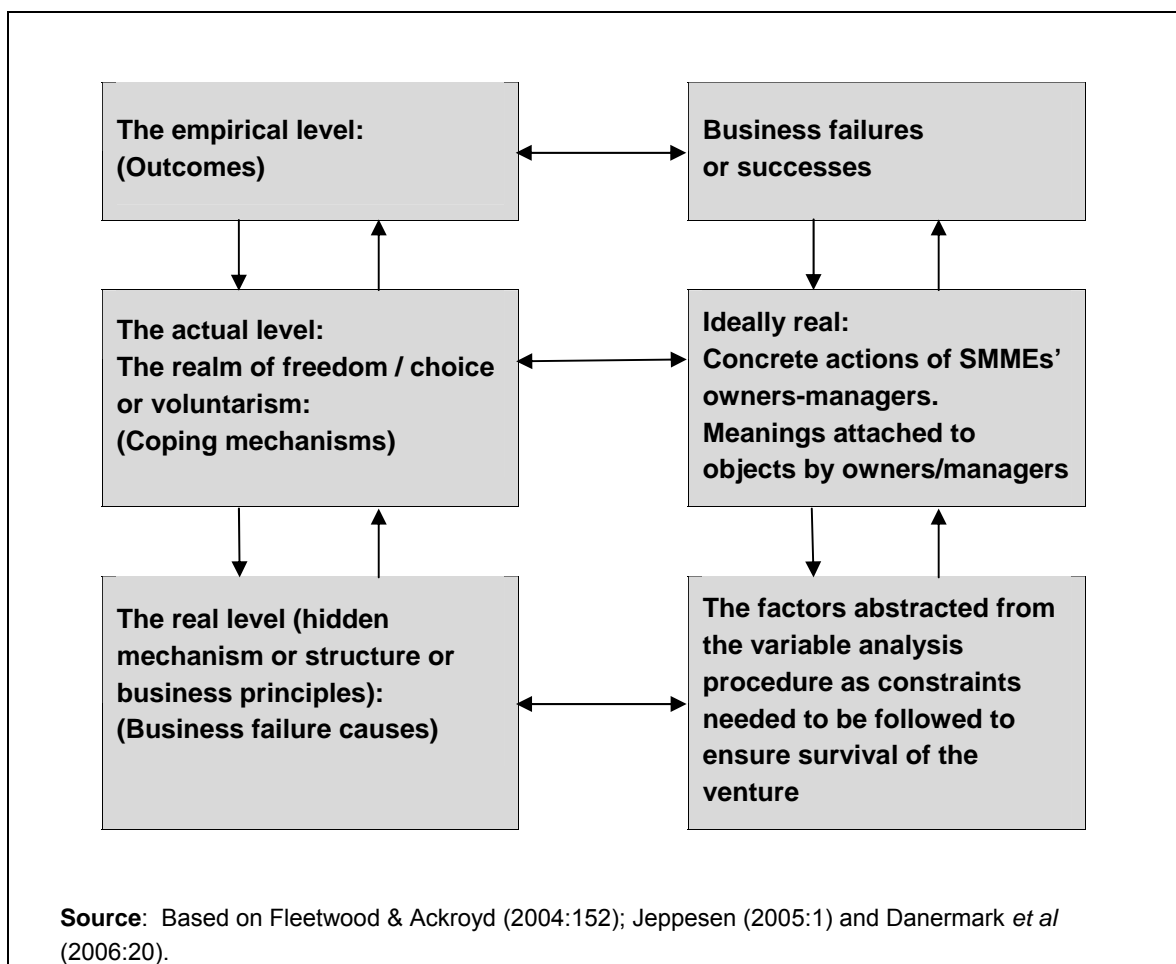 The empirical level:
(Outcomes)
Business failures
or successes
The actual level:
The realm of freedom / choice
or voluntarism:
(Coping mechanisms)
Ideally real:
Concrete actions of SMMEs’
owners-managers.
Meanings attached to
objects by owners/managers
The real level (hidden
mechanism or structure or
business principles):
(Business failure causes)
The factors abstracted from
the variable analysis
procedure as constraints
needed to be followed to
ensure survival of the
venture
Source: Based on Fleetwood & Ackroyd (2004:152); Jeppesen (2005:1) and Danermark et al
(2006:20).